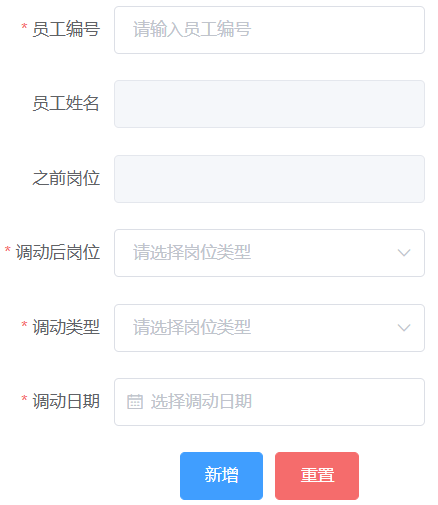 * 员工编号 请输入员工编号
员工姓名
之前岗位
* 调动后岗位 请选择岗位类型
* 调动类型 请选择岗位类型
* 调动日期 选择调动日期
新增 重置